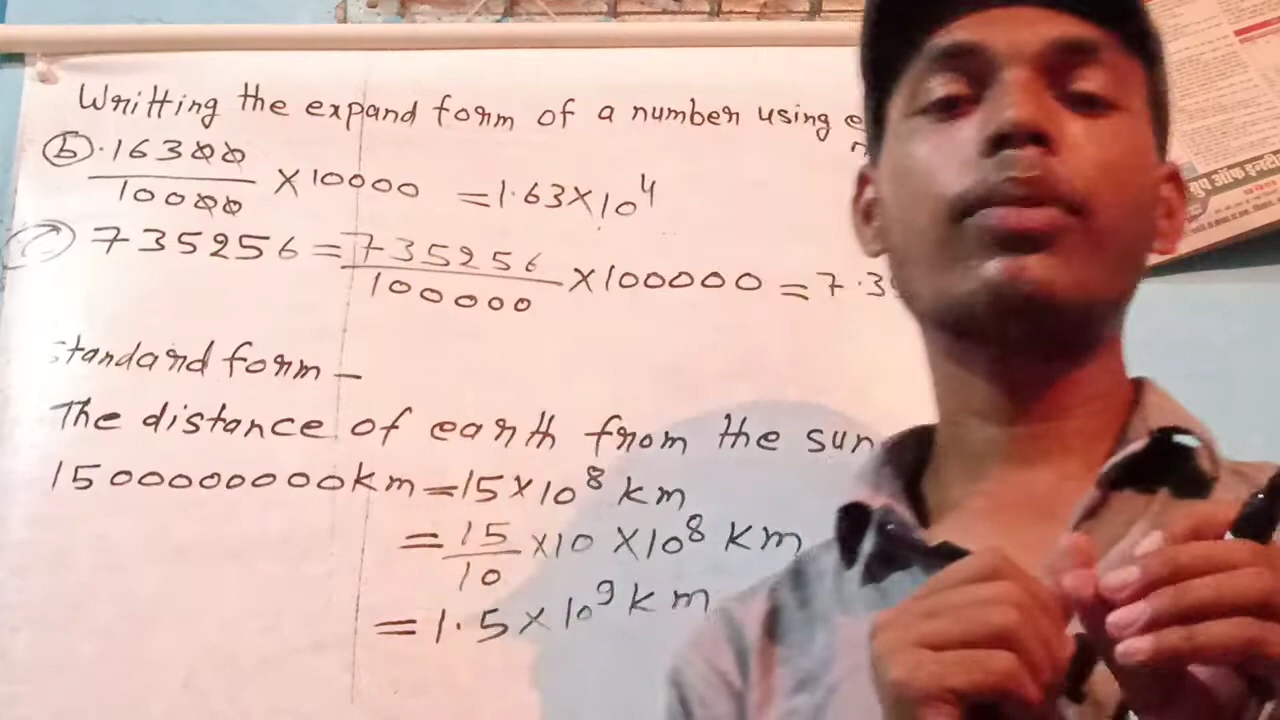 Writting the expand form of a number using
(b) .16300/10000 × 10000 = 1.63×10⁴
(C) 735256 = 735256/100000 ×100000 = 7.3
standard form –
The distance of earth from the sun
1500000000km = 15×10⁸ km
= 15/10 ×10 ×10⁸ km
= 1.5×10⁹ km